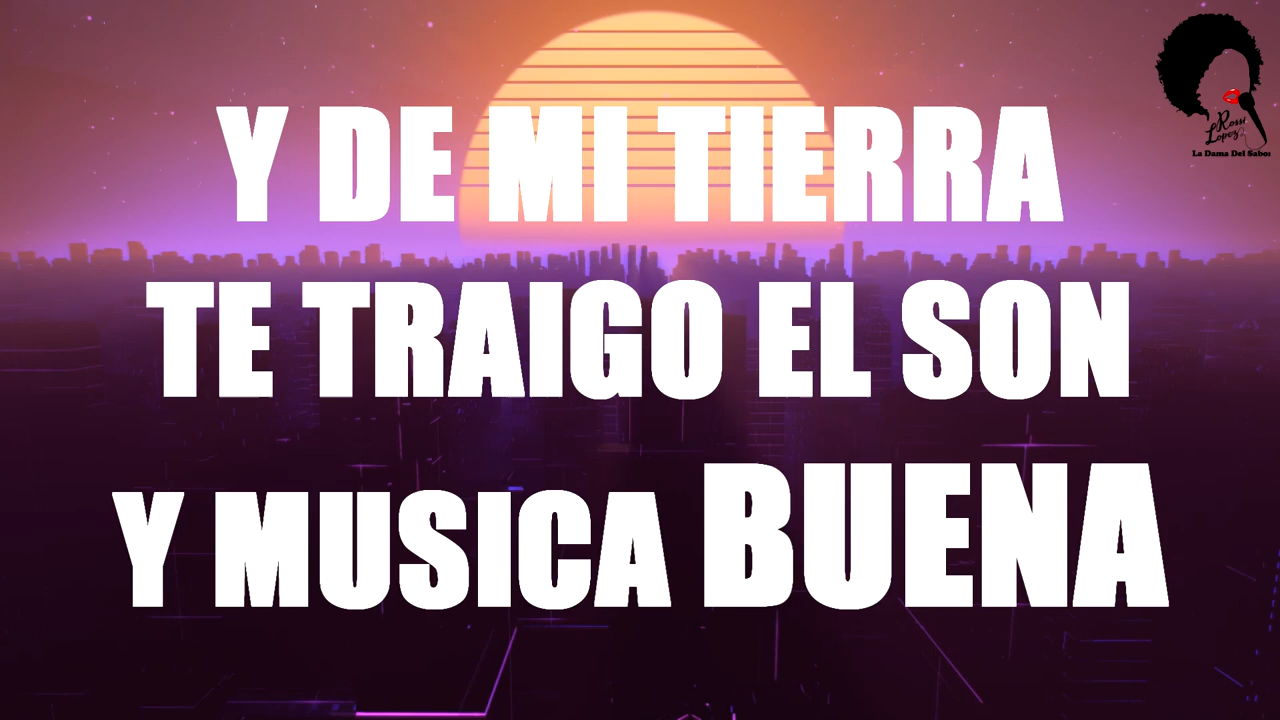 Y DE MI TIERRA
TE TRAIGO EL SON
Y MUSICA BUENA
Rossi
Lopez
La Dama Del Sabor